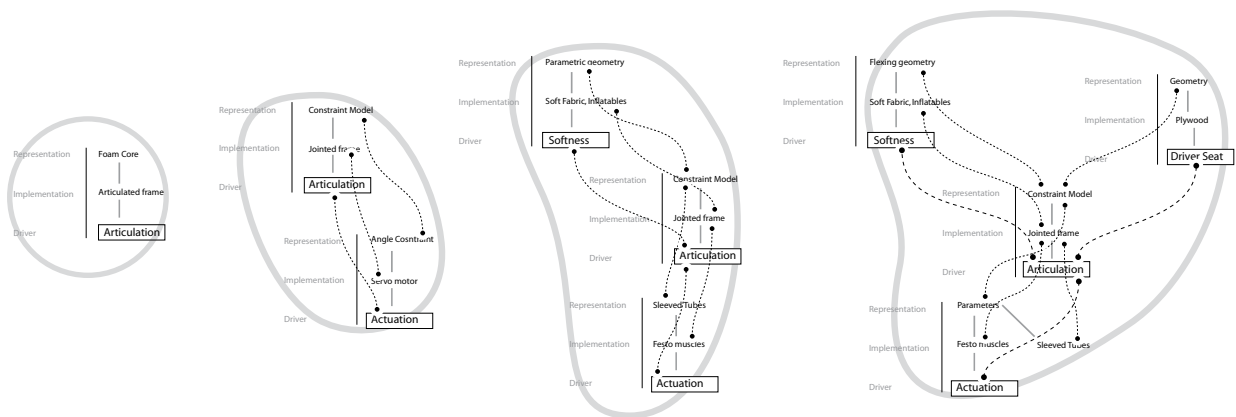 Representation
Foam Core
Implementation
Articulated frame
Driver
Articulation
Representation
Constraint Model
Implementation
Jointed frame
Driver
Articulation
Representation
Angle Cosntraint
Implementation
Servo motor
Driver
Actuation
Representation
Parametric geometry
Implementation
Soft Fabric, Inflatables
Driver
Softness
Representation
Constraint Model
Implementation
Jointed frame
Driver
Articulation
Representation
Sleeved Tubes
Implementation
Festo muscles
Driver
Actuation
Representation
Flexing geometry
Implementation
Soft Fabric, Inflatables
Driver
Softness
Representation
Geometry
Implementation
Plywood
Driver
Driver Seat
Representation
Constraint Model
Implementation
Jointed frame
Driver
Articulation
Representation
Parameters
Implementation
Festo muscles
Sleeved Tubes
Driver
Actuation